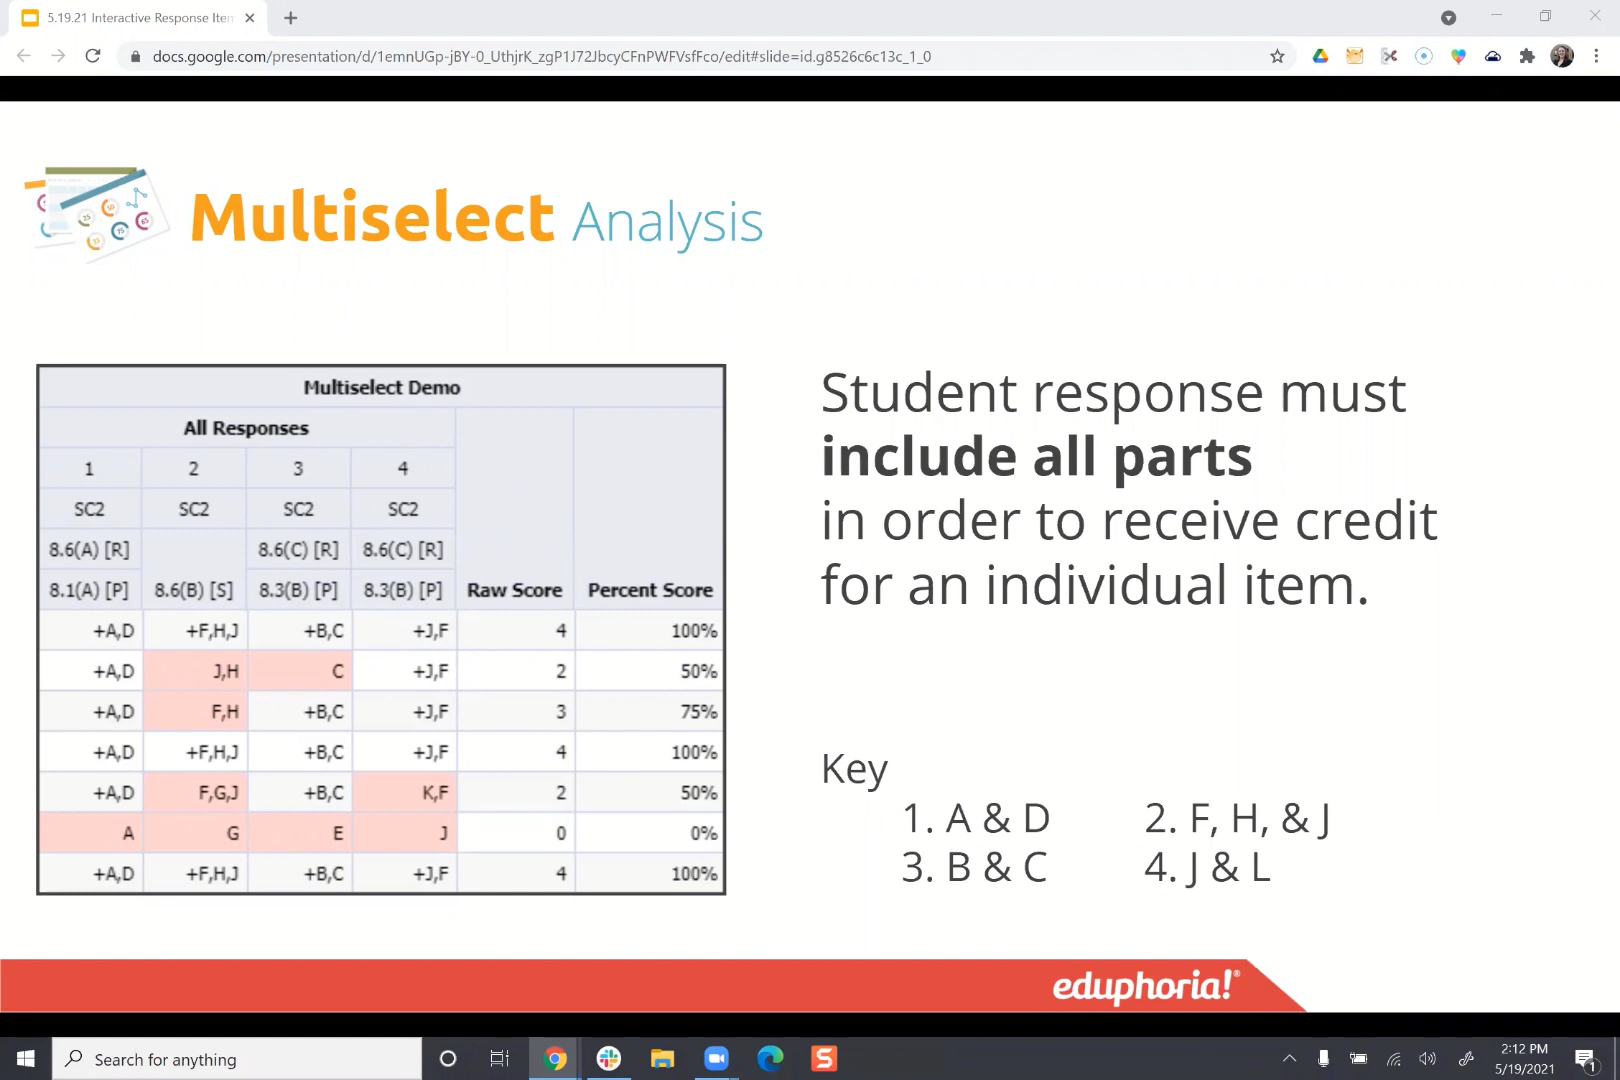 5.19.21 Interactive Response Iten
docs.google.com/presentation/d/1emnUGp-jBY-0_UthjrK_zgP1J72JbcyCFnPWFVsfFco/edit#slide=id.g8526c6c13c_1_0
Multiselect Analysis
Multiselect Demo
All Responses
1 2 3 4
SC2 SC2 SC2 SC2
8.6(A) [R] 8.6(C) [R] 8.6(C) [R]
8.1(A) [P] 8.6(B) [S] 8.3(B) [P] 8.3(B) [P] Raw Score Percent Score
+A,D +F,H,J +B,C +J,F 4 100%
+A,D J,H C +J,F 2 50%
+A,D F,H +B,C +J,F 3 75%
+A,D +F,H,J +B,C +J,F 4 100%
+A,D F,G,J +B,C K,F 2 50%
A G E J 0 0%
+A,D +F,H,J +B,C +J,F 4 100%
Student response must
include all parts
in order to receive credit
for an individual item.
Key
1. A & D 2. F, H, & J
3. B & C 4. J & L
eduphoria!®
Search for anything
S
2:12 PM
5/19/2021
1